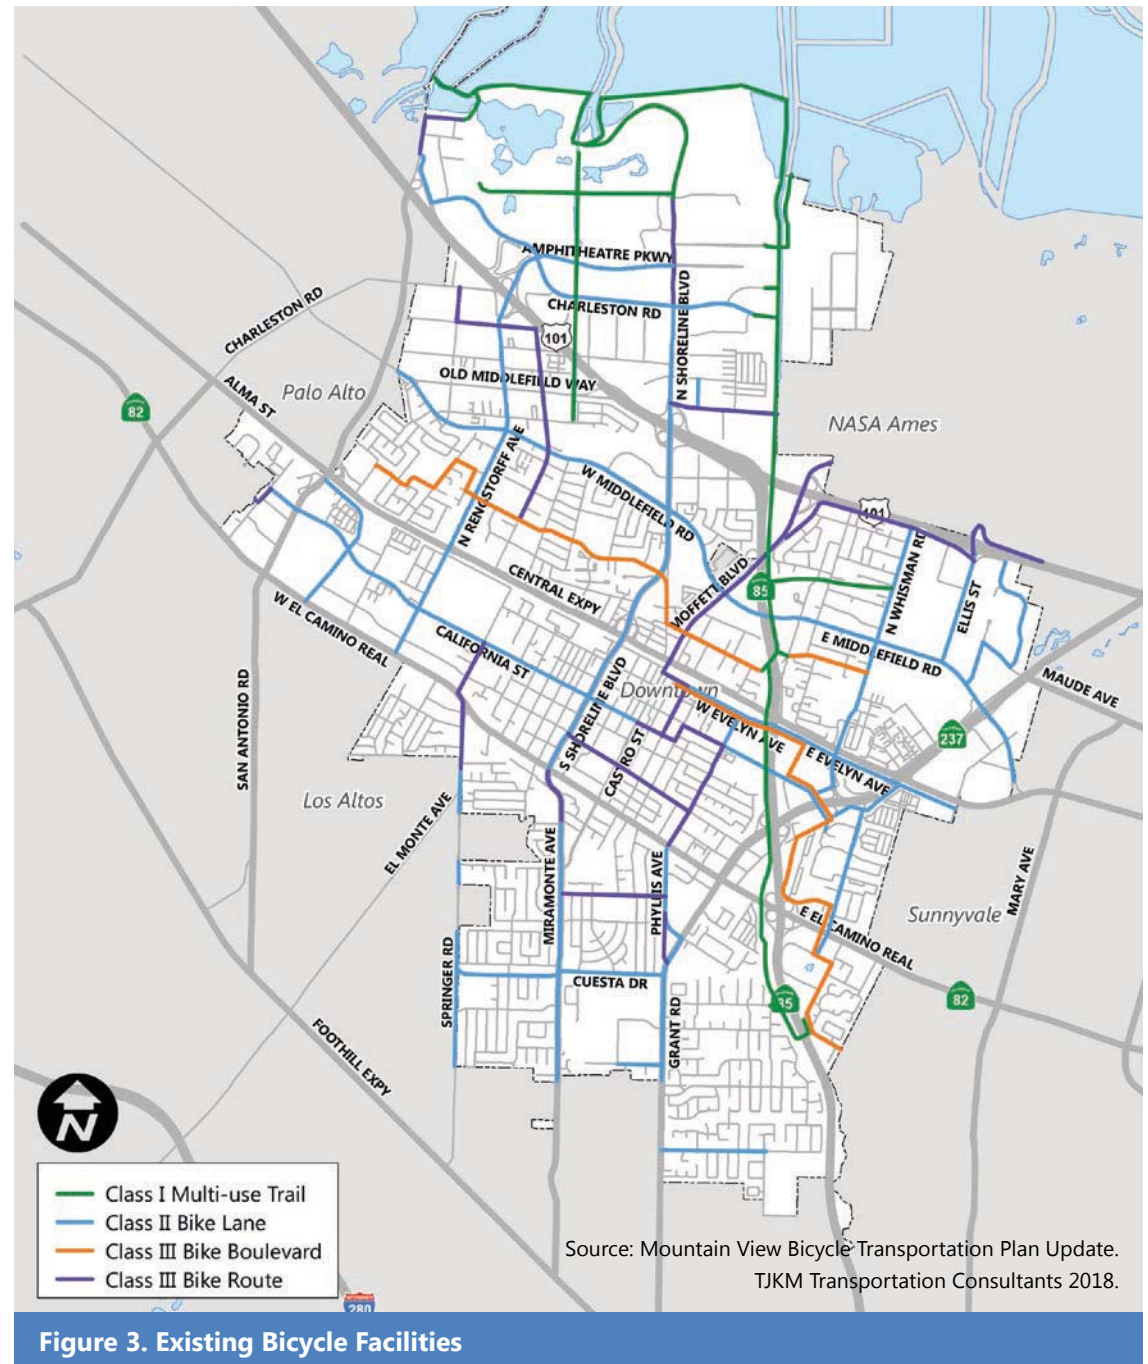 AMPHITHEATRE PKWY
CHARLESTON RD
N SHORELINE BLVD
CHARLESTON RD
101
OLD MIDDLEFIELD WAY
ALMA ST
Palo Alto
82
NASA Ames
N RENGSTORFF AVE
W MIDDLEFIELD RD
101
N WHISMAN RD
MOFFETT BLVD
85
ELLIS ST
CENTRAL EXPY
W EL CAMINO REAL
CALIFORNIA ST
E MIDDLEFIELD RD
MAUDE AVE
Downtown
SAN ANTONIO RD
S SHORELINE BLVD
W EVELYN AVE
237
CASTRO ST
E EVELYN AVE
Los Altos
EL MONTE AVE
MIRAMONTE AVE
PHYLLIS AVE
MARY AVE
Sunnyvale
E EL CAMINO REAL
SPRINGER RD
CUESTA DR
82
85
GRANT RD
FOOTHILL EXPY
N
Class I Multi-use Trail
Class II Bike Lane
Class III Bike Boulevard
Class III Bike Route
280
Source: Mountain View Bicycle Transportation Plan Update.
TJKM Transportation Consultants 2018.
Figure 3. Existing Bicycle Facilities